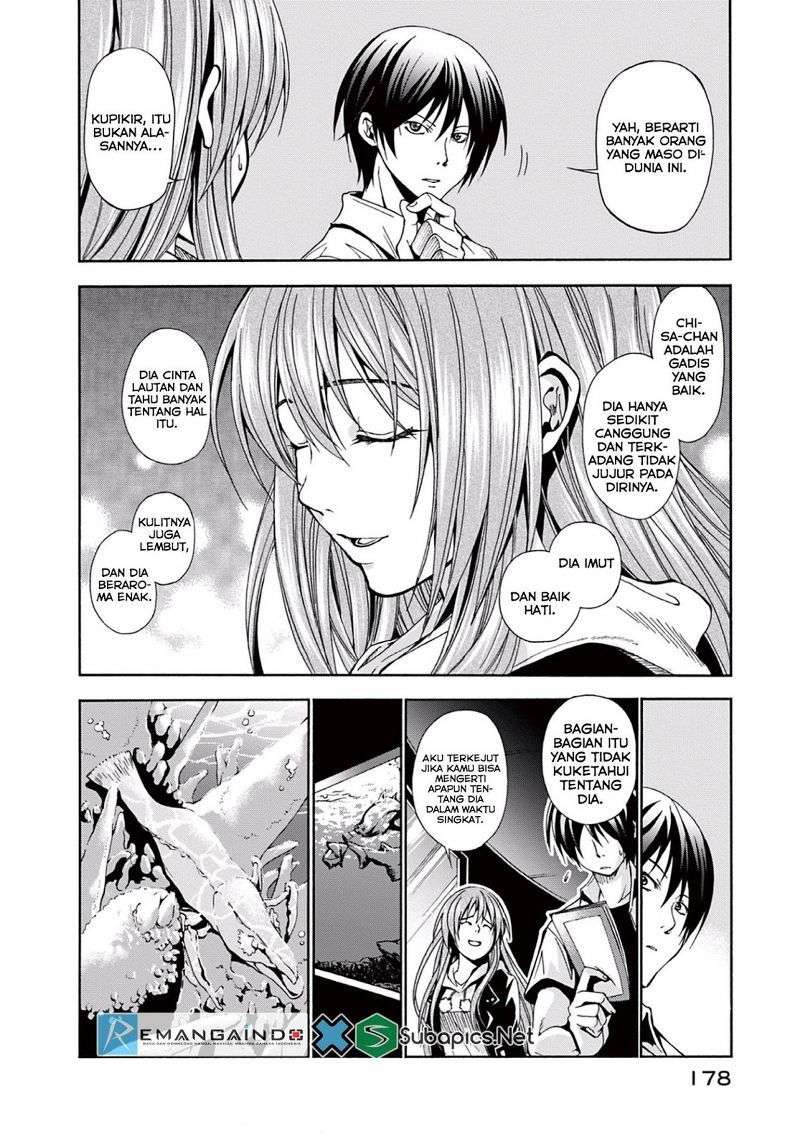 YAH, BERARTI
BANYAK ORANG
YANG MASO DI-
DUNIA INI.
KUPIKIR, ITU
BUKAN ALA-
SANNYA...
CHI-
SA-CHAN
ADALAH
GADIS
YANG
BAIK.
DIA HANYA
SEDIKIT
CANGGUNG
DAN TERK-
ADANG TIDAK
JUJUR PADA
DIRINYA.
DIA IMUT
DAN BAIK
HATI.
DIA CINTA
LAUTAN DAN
TAHU BANYAK
TENTANG HAL
ITU.
KULITNYA
JUGA
LEMBUT,
DAN DIA
BERARO-
MA ENAK.
BAGIAN-
BAGIAN ITU
YANG TIDAK
KUKETAHUI
TENTANG
DIA.
AKU TERKEJUT
JIKA KAMU BISA
MENGERTI
APAPUN TEN-
TANG DIA
DALAM WAKTU
SINGKAT.
REMANGAINDO
Subapics.Net
178